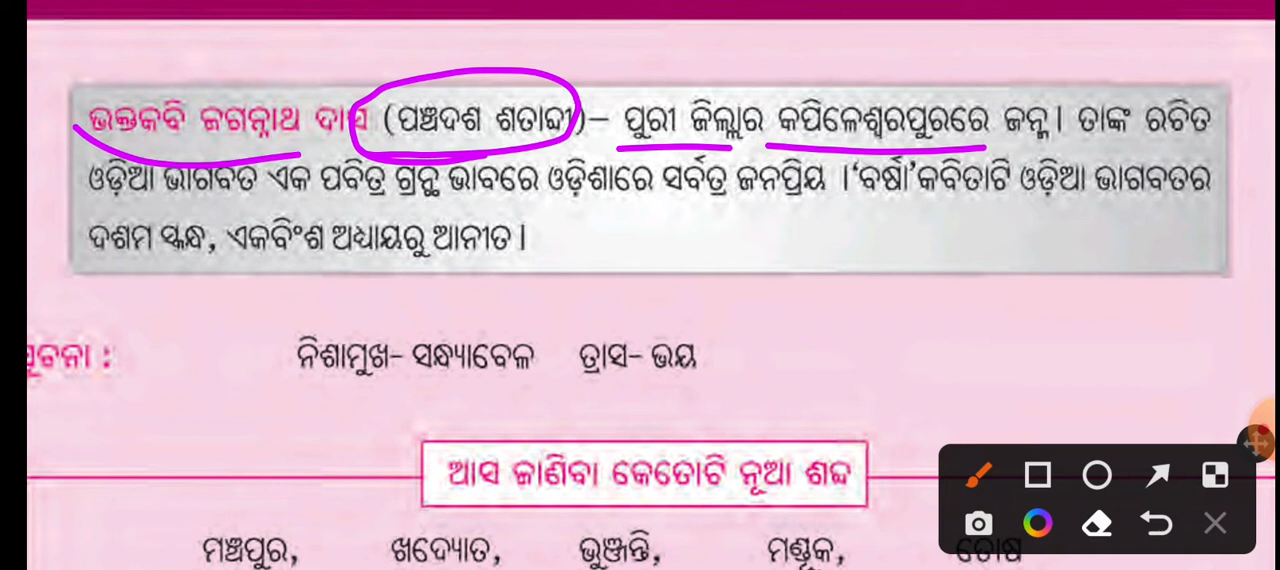 ଭକ୍ତକବି ଜଗନ୍ନାଥ ଦାସ (ପଞ୍ଚଦଶ ଶତାବ୍ଦୀ)– ପୁରୀ ଜିଲ୍ଲାର କପିଳେଶ୍ୱରପୁରରେ ଜନ୍ମ। ତାଙ୍କ ରଚିତ
ଓଡ଼ିଆ ଭାଗବତ ଏକ ପବିତ୍ର ଗ୍ରନ୍ଥ ଭାବରେ ଓଡ଼ିଶାରେ ସର୍ବତ୍ର ଜନପ୍ରିୟ ।‘ବର୍ଷା’କବିତାଟି ଓଡ଼ିଆ ଭାଗବତର
ଦଶମ ସ୍କନ୍ଧ, ଏକବିଂଶ ଅଧ୍ୟାୟରୁ ଆନୀତ।
ସୂଚନା : ନିଶାମୁଖ– ସନ୍ଧ୍ୟାବେଳ ତ୍ରାସ– ଭୟ
ଆସ ଜାଣିବା କେତୋଟି ନୂଆ ଶବ୍ଦ
ମଞ୍ଚପୁର, ଖଦ୍ୟୋତ, ଭୁଞ୍ଜନ୍ତି, ମଣ୍ଡୂକ, ତୋଷ